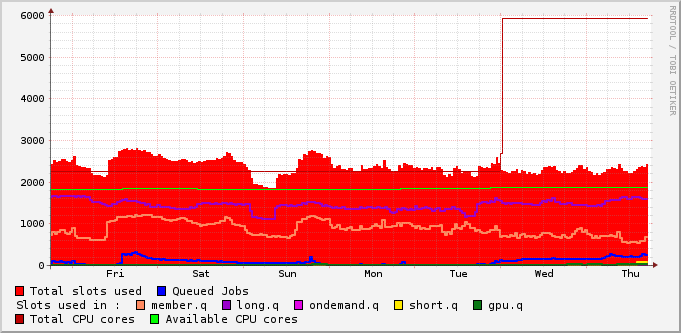 6000
5000
4000
3000
2000
1000
0
Fri Sat Sun Mon Tue Wed Thu
RRDTOOL / TOBI OETIKER
Total slots used Queued Jobs
Slots used in : member.q long.q ondemand.q short.q gpu.q
Total CPU cores Available CPU cores